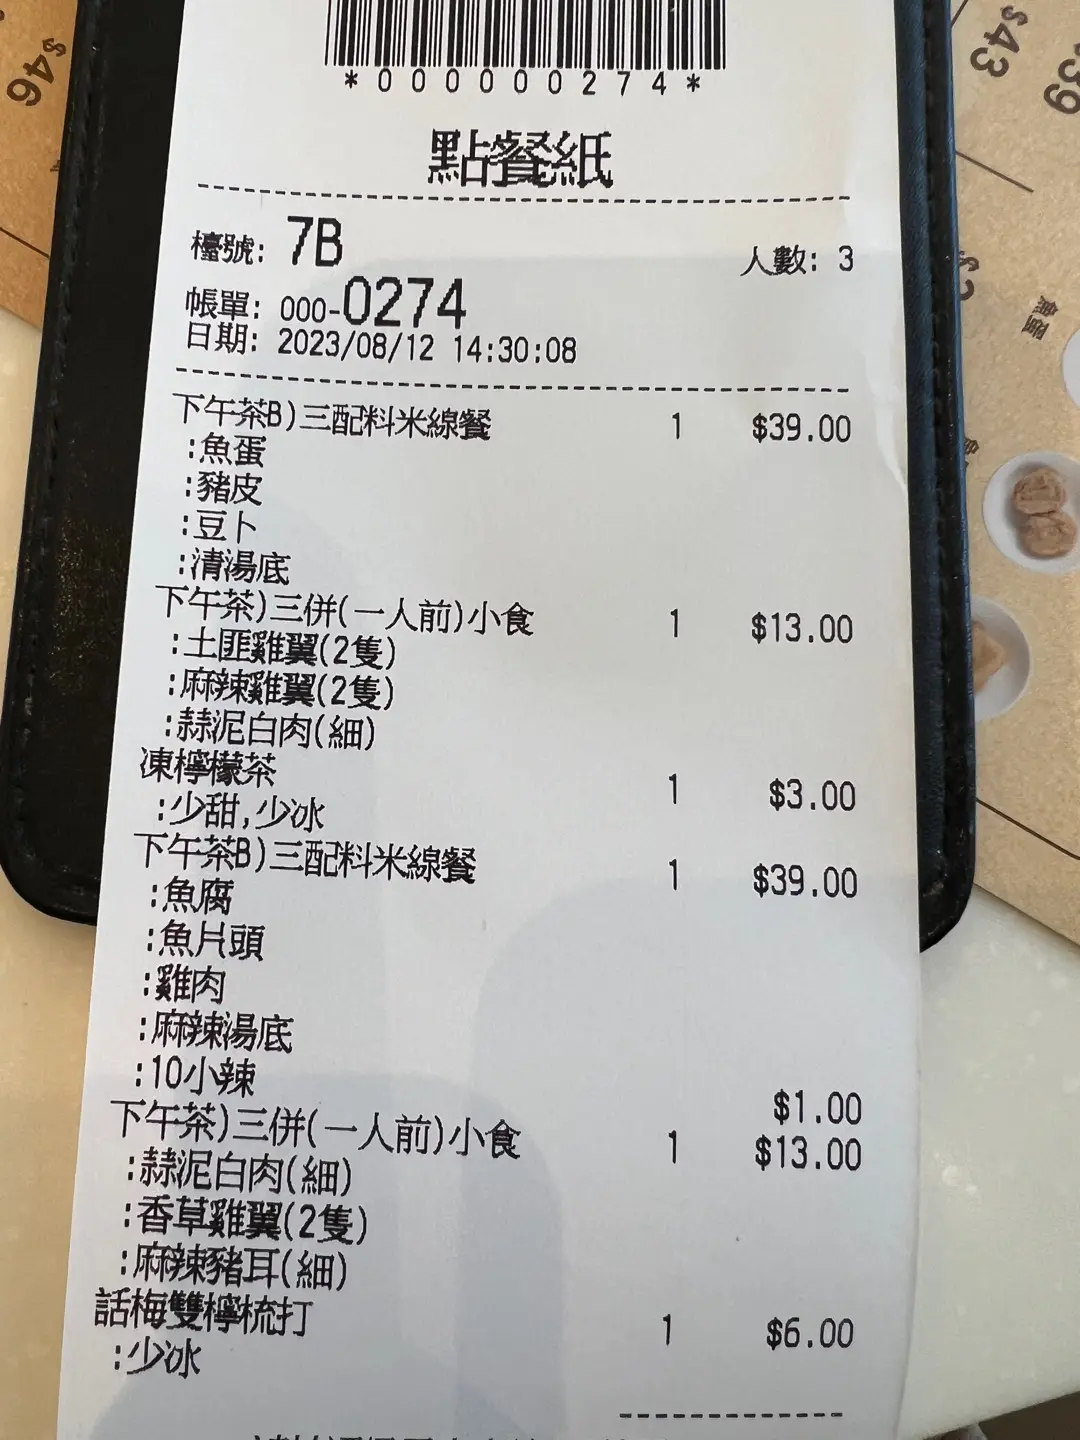 *000000274*
點餐紙
檯號: 7B 人數: 3
帳單: 000-0274
日期: 2023/08/12 14:30:08
下午茶B)三配料米線餐 1 $39.00
:魚蛋
:豬皮
:豆卜
:清湯底
下午茶)三併(一人前)小食 1 $13.00
:土匪雞翼(2隻)
:麻辣雞翼(2隻)
:蒜泥白肉(細)
凍檸檬茶 1 $3.00
:少甜,少冰
下午茶B)三配料米線餐 1 $39.00
:魚腐
:魚片頭
:雞肉
:麻辣湯底
:10小辣 $1.00
下午茶)三併(一人前)小食 1 $13.00
:蒜泥白肉(細)
:香草雞翼(2隻)
:麻辣豬耳(細)
話梅雙檸梳打 1 $6.00
:少冰
$46
$43
39
魚蛋